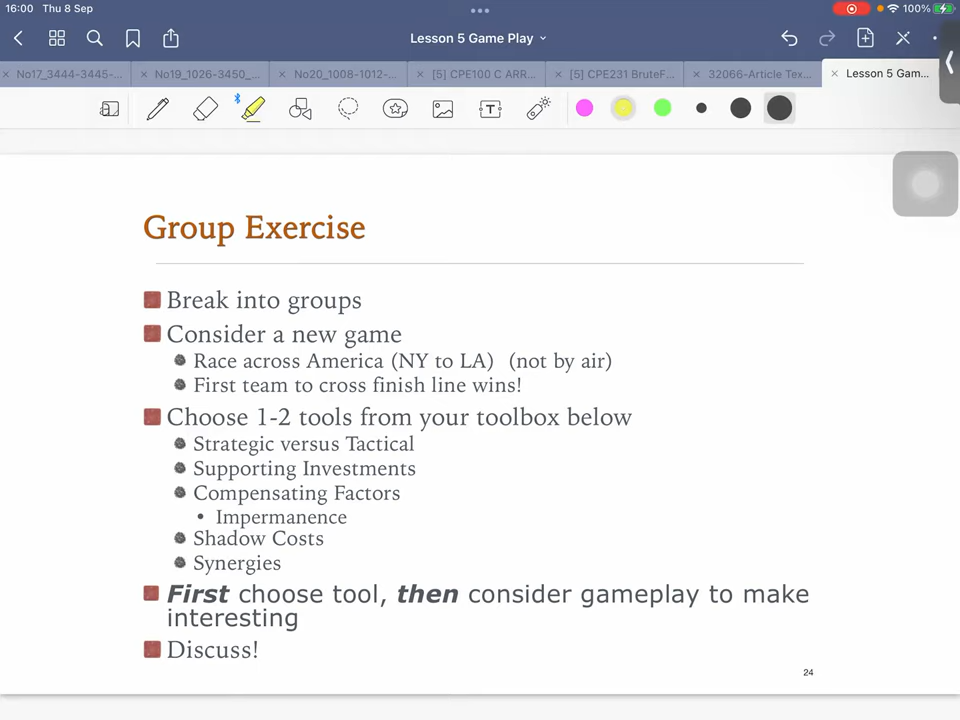 16:00 Thu 8 Sep
100%
Lesson 5 Game Play
No17_3444-3445-...
No19_1026-3450_...
No20_1008-1012-...
[5] CPE100 C ARR...
[5] CPE231 BruteF...
32066-Article Tex...
Lesson 5 Gam...
T
Group Exercise
Break into groups
Consider a new game
Race across America (NY to LA) (not by air)
First team to cross finish line wins!
Choose 1-2 tools from your toolbox below
Strategic versus Tactical
Supporting Investments
Compensating Factors
• Impermanence
Shadow Costs
Synergies
First choose tool, then consider gameplay to make
interesting
Discuss!
24